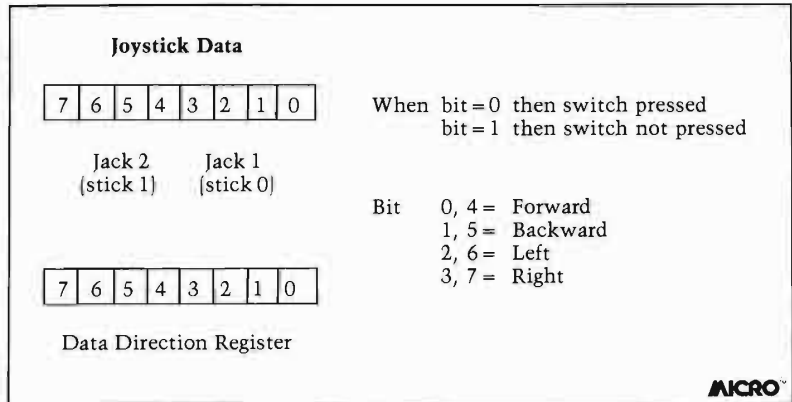 Joystick Data
7 6 5 4 3 2 1 0
Jack 2 Jack 1
(stick 1) (stick 0)
7 6 5 4 3 2 1 0
Data Direction Register
When bit = 0 then switch pressed
bit = 1 then switch not pressed
Bit 0, 4 = Forward
1, 5 = Backward
2, 6 = Left
3, 7 = Right
MICRO™